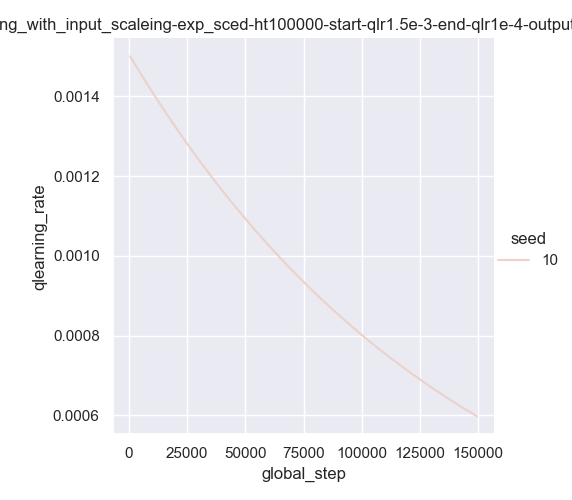 ng_with_input_scaleing-exp_sced-ht100000-start-qlr1.5e-3-end-qlr1e-4-output
0.0014
0.0012
0.0010
0.0008
0.0006
qlearning_rate
0 25000 50000 75000 100000 125000 150000
global_step
seed
10